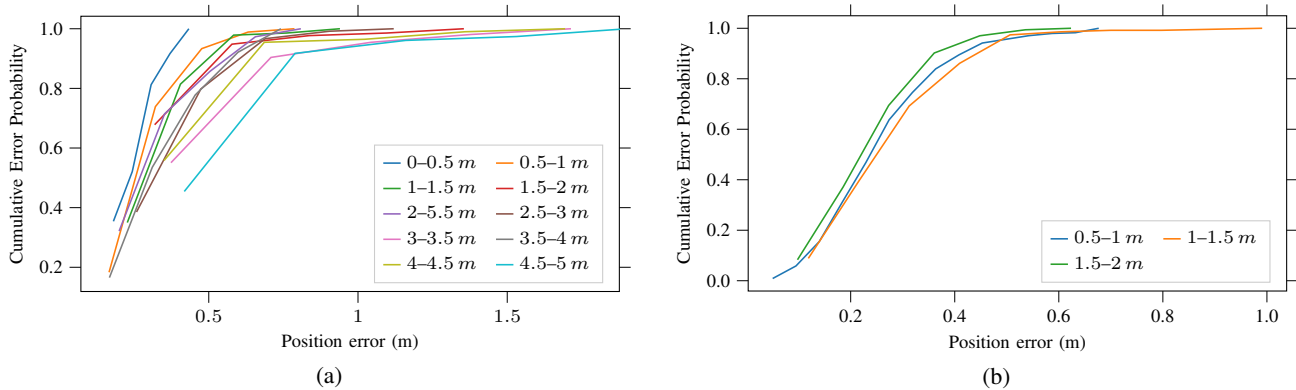 Cumulative Error Probability
1.0
0.8
0.6
0.4
0.2
0.5
1
1.5
Position error (m)
0–0.5 m
0.5–1 m
1–1.5 m
1.5–2 m
2–5.5 m
2.5–3 m
3–3.5 m
3.5–4 m
4–4.5 m
4.5–5 m
(a)
Cumulative Error Probability
1.0
0.8
0.6
0.4
0.2
0.0
0.2
0.4
0.6
0.8
1.0
Position error (m)
0.5–1 m
1–1.5 m
1.5–2 m
(b)